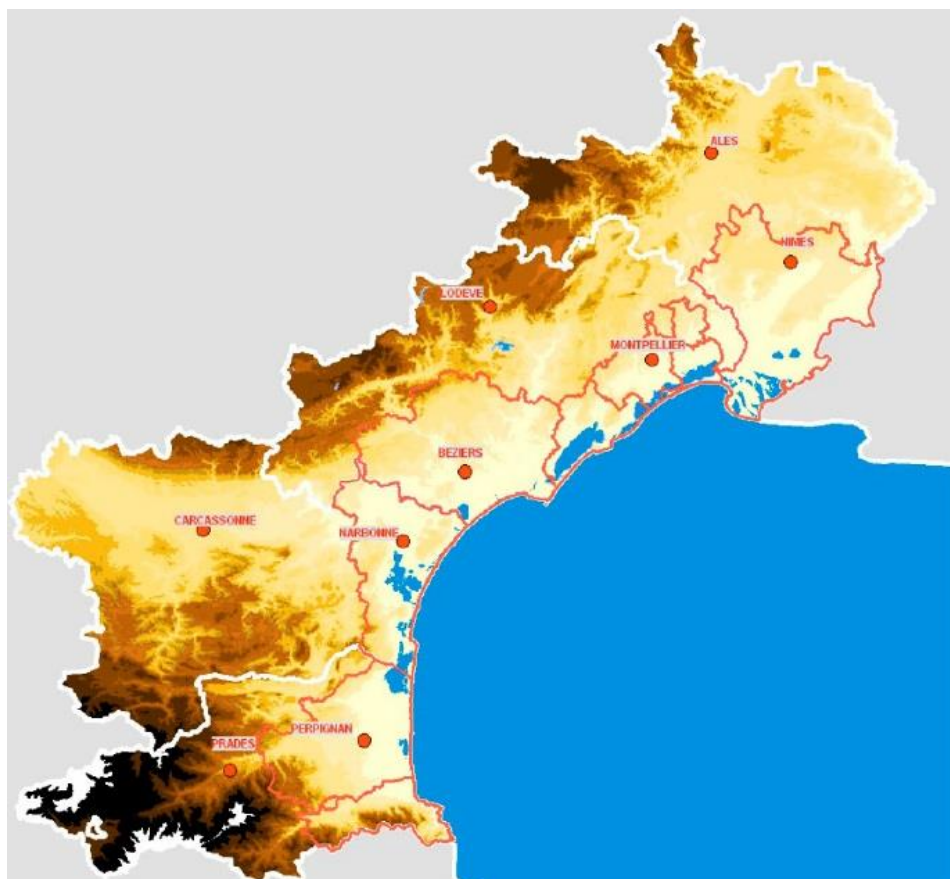 ALES
NIMES
LODEVE
MONTPELLIER
BEZIERS
CARCASSONNE
NARBONNE
PERPIGNAN
PRADES